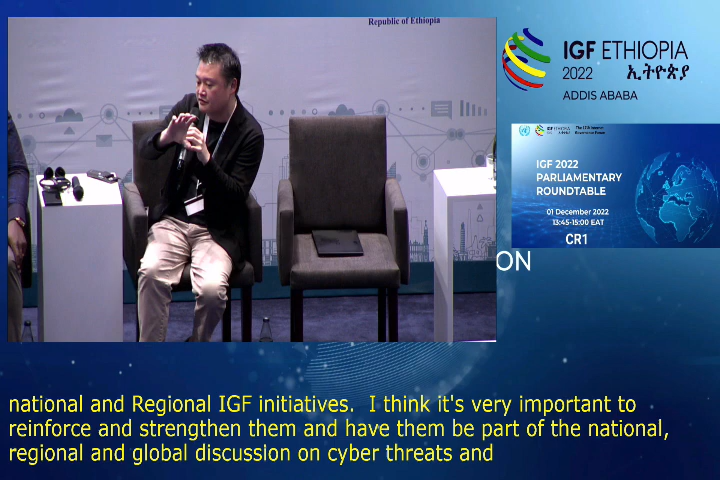 Republic of Ethiopia
IGF ETHIOPIA
2022 ኢትዮጵያ
ADDIS ABABA
IGF ETHIOPIA
IGF 2022
PARLIAMENTARY
ROUNDTABLE
01 December 2022
13:45-15:00 EAT
CR1
ON
national and Regional IGF initiatives. I think it's very important to
reinforce and strengthen them and have them be part of the national,
regional and global discussIon on cyber threats and